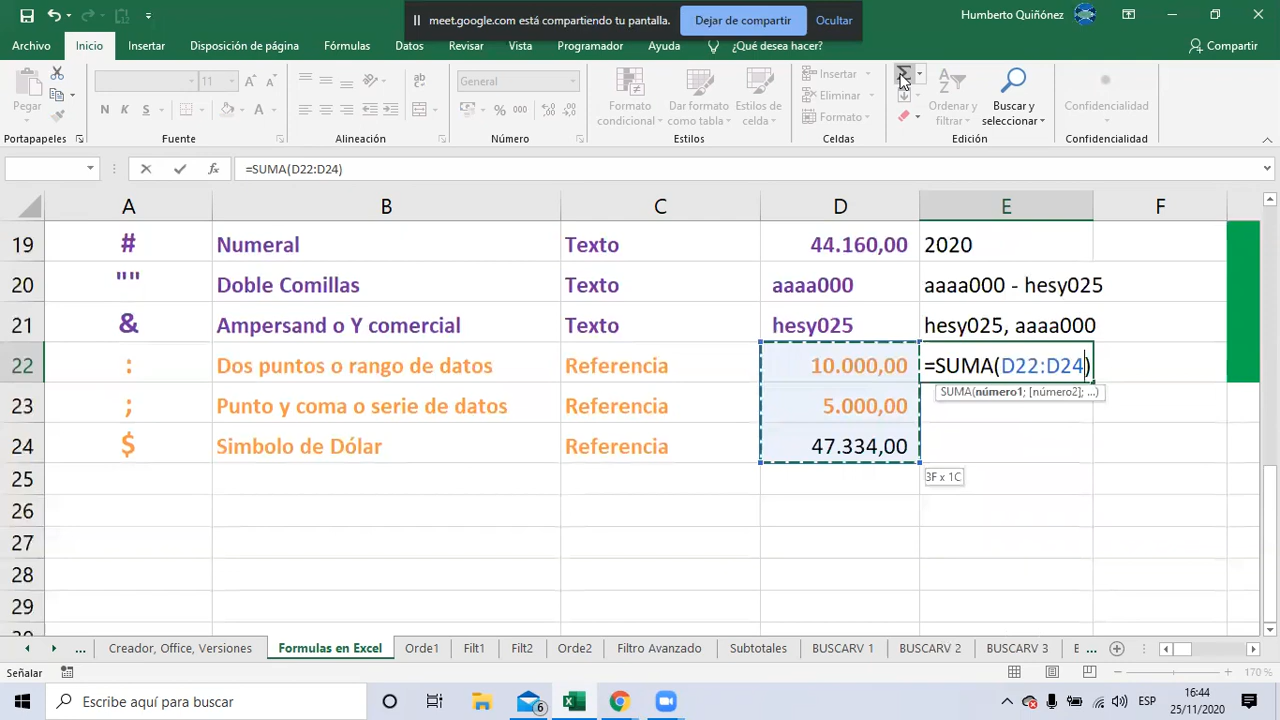 meet.google.com está compartiendo tu pantalla. Dejar de compartir Ocultar
Humberto Quiñónez
Archivo Inicio Insertar Disposición de página Fórmulas Datos Revisar Vista Programador Ayuda ¿Qué desea hacer? Compartir
Pegar
Portapapeles
11
N K S
A A
A
Fuente
ab
Alineación
General
% 000
Número
Formato condicional
Dar formato como tabla
Estilos de celda
Estilos
Insertar
Eliminar
Formato
Celdas
Σ
Ordenar y filtrar
Buscar y seleccionar
Edición
Confidencialidad
Confidencialidad
fx =SUMA(D22:D24)
A B C D E F
19 # Numeral Texto 44.160,00 2020
20 "" Doble Comillas Texto aaaa000 aaaa000 - hesy025
21 & Ampersand o Y comercial Texto hesy025 hesy025, aaaa000
22 : Dos puntos o rango de datos Referencia 10.000,00 =SUMA(D22:D24)
SUMA(número1; [número2]; ...)
23 ; Punto y coma o serie de datos Referencia 5.000,00
24 $ Simbolo de Dólar Referencia 47.334,00
3F x 1C
25
26
27
28
29
... Creador, Office, Versiones Formulas en Excel Orde1 Filt1 Filt2 Orde2 Filtro Avanzado Subtotales BUSCARV 1 BUSCARV 2 BUSCARV 3 B ...
Señalar 170 %
Escribe aquí para buscar
6
ESP
16:44
25/11/2020